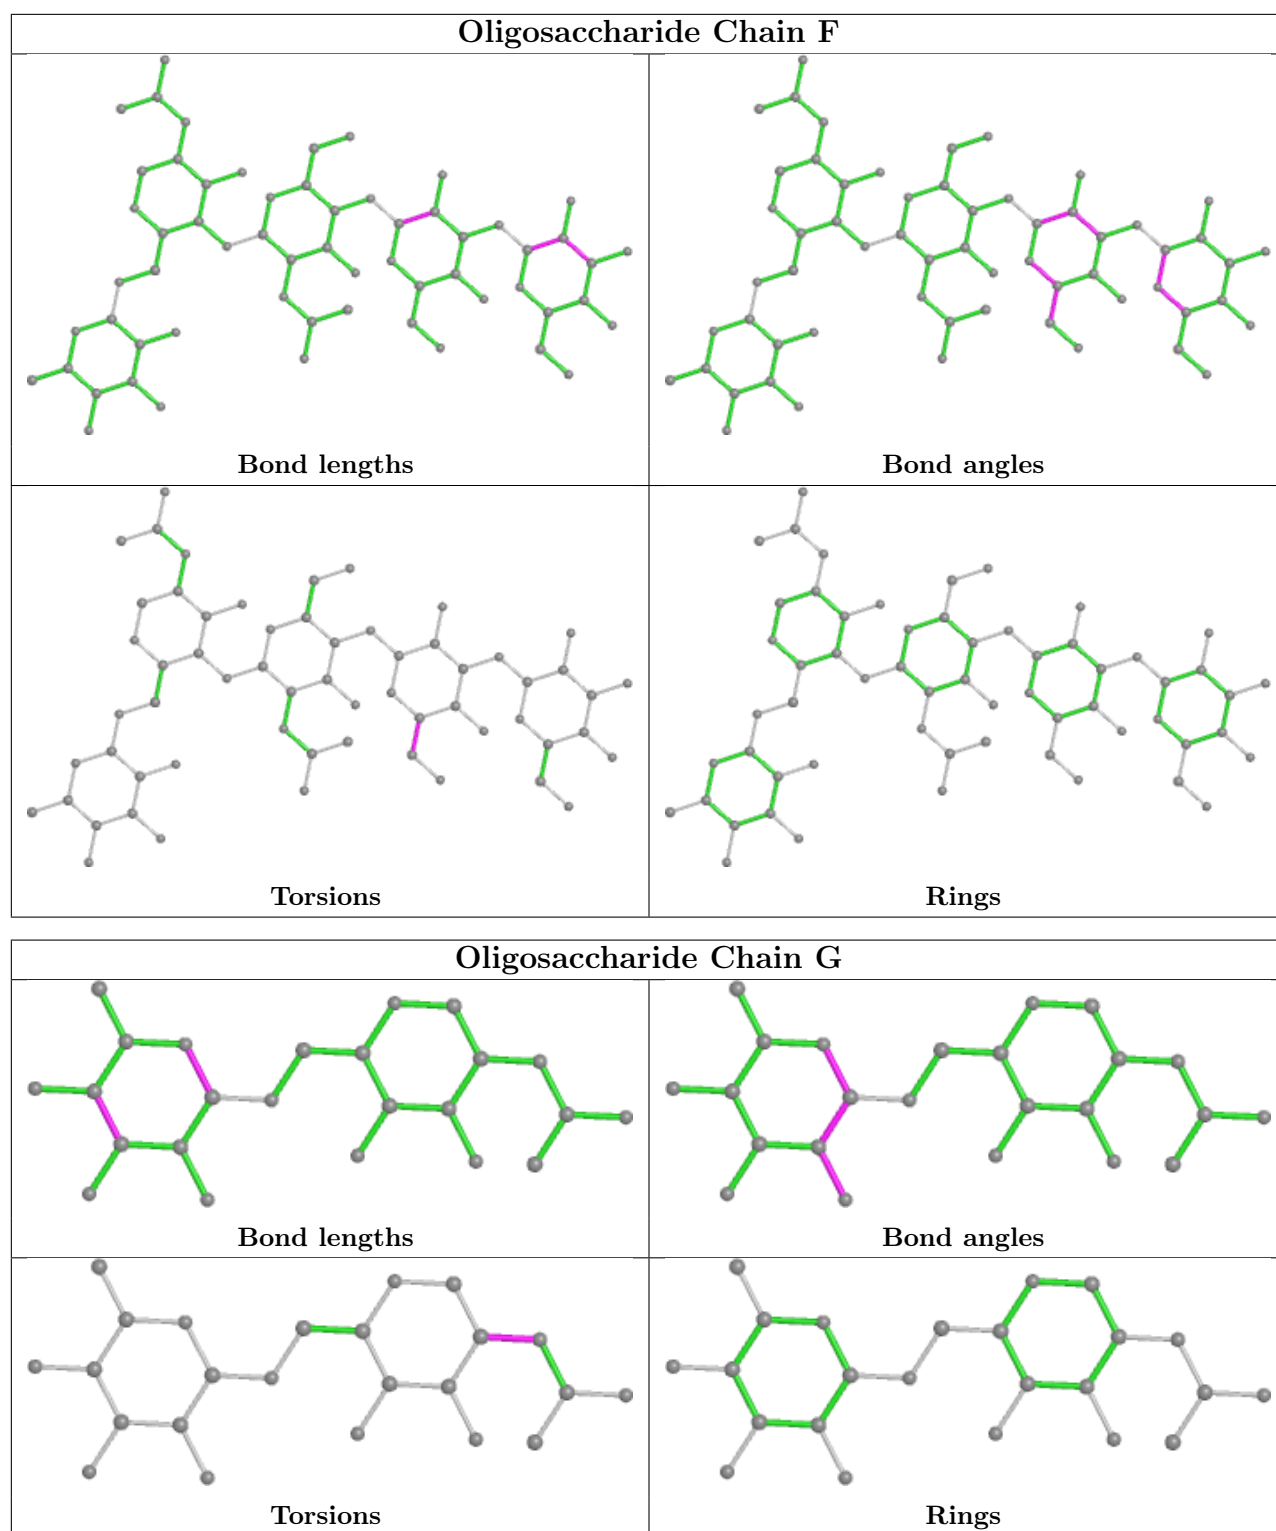 Oligosaccharide Chain F
Bond lengths
Bond angles
Torsions
Rings
Oligosaccharide Chain G
Bond lengths
Bond angles
Torsions
Rings